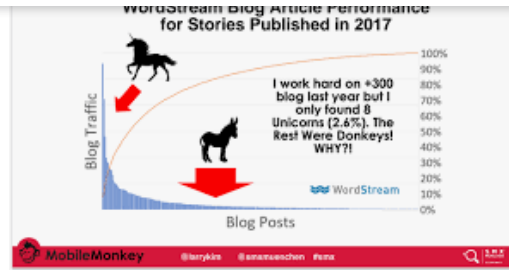 WordStream Blog Article Performance
for Stories Published in 2017
100%
90%
80%
70%
60%
50%
40%
30%
20%
10%
0%
I work hard on +300
blog last year but I
only found 8
Unicorns (2.6%). The
Rest Were Donkeys!
WHY?!
Blog Traffic
WordStream
Blog Posts
MobileMonkey
@larrykim @smamuenchen #sma